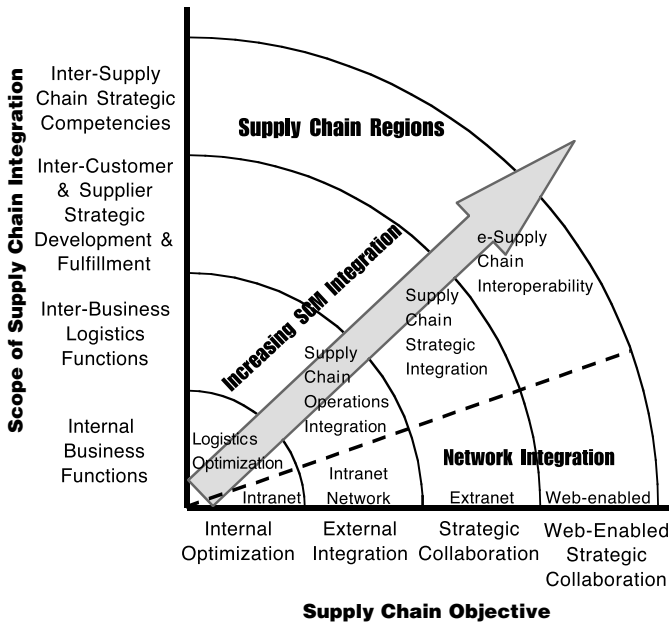 Scope of Supply Chain Integration
Inter-Supply
Chain Strategic
Competencies
Inter-Customer
& Supplier
Strategic
Development &
Fulfillment
Inter-Business
Logistics
Functions
Internal
Business
Functions
Supply Chain Regions
Increasing SCM Integration
e-Supply
Chain
Interoperability
Supply
Chain
Strategic
Integration
Supply
Chain
Operations
Integration
Logistics
Optimization
Network Integration
Intranet
Intranet
Network
Extranet
Web-enabled
Internal
Optimization
External
Integration
Strategic
Collaboration
Web-Enabled
Strategic
Collaboration
Supply Chain Objective